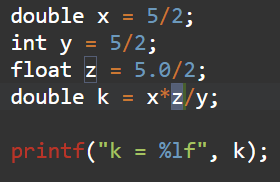 double x = 5/2;
int y = 5/2;
float z = 5.0/2;
double k = x*z/y;
printf("k = %lf", k);